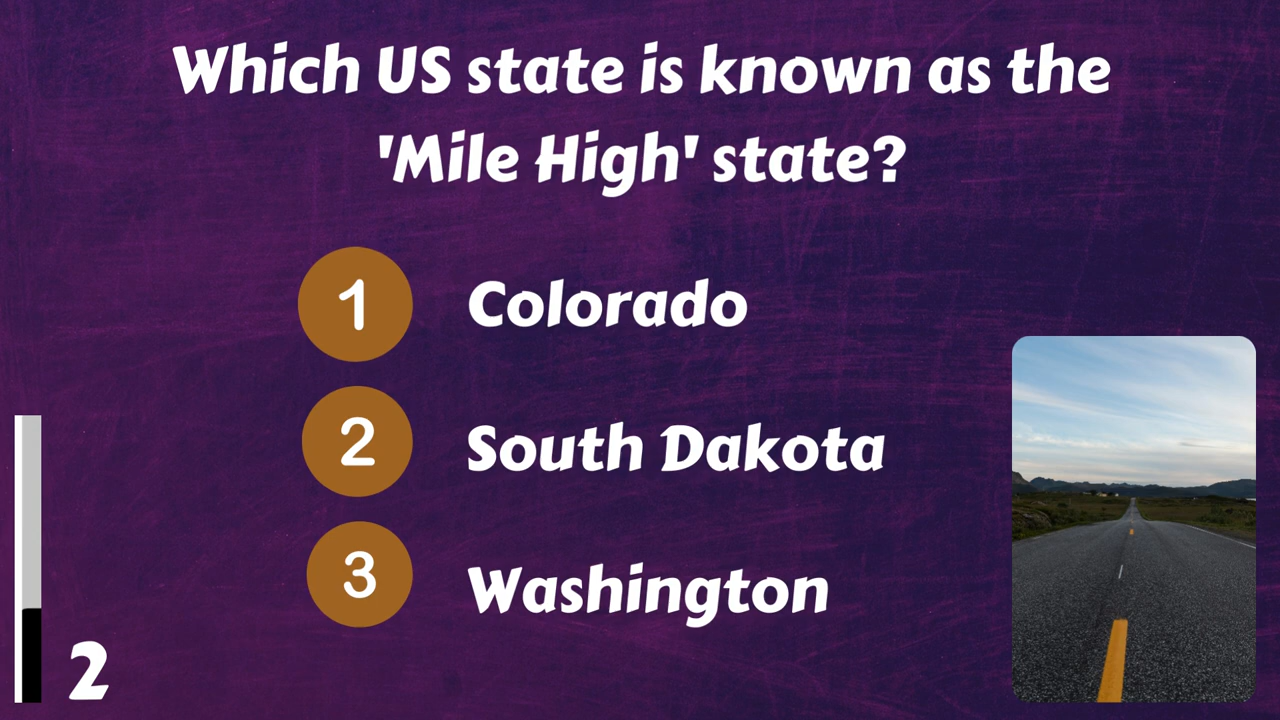 Which US state is known as the
'Mile High' state?
1 Colorado
2 South Dakota
3 Washington
2